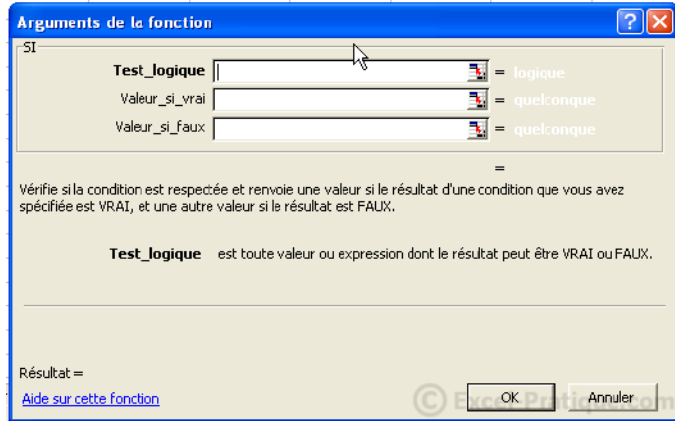 Arguments de la fonction
SI
Test_logique = logique
Valeur_si_vrai = quelconque
Valeur_si_faux = quelconque
=
Vérifie si la condition est respectée et renvoie une valeur si le résultat d'une condition que vous avez
spécifiée est VRAI, et une autre valeur si le résultat est FAUX.
Test_logique est toute valeur ou expression dont le résultat peut être VRAI ou FAUX.
Résultat =
Aide sur cette fonction OK Annuler
© Excel-Pratique.com